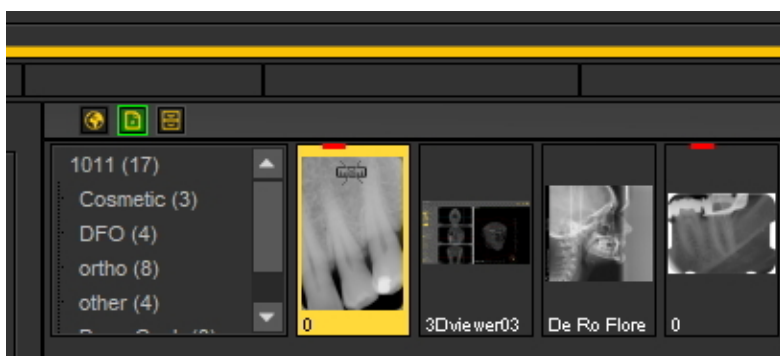 1011 (17)
Cosmetic (3)
DFO (4)
ortho (8)
other (4)
0
3Dviewer03
De Ro Flore
0